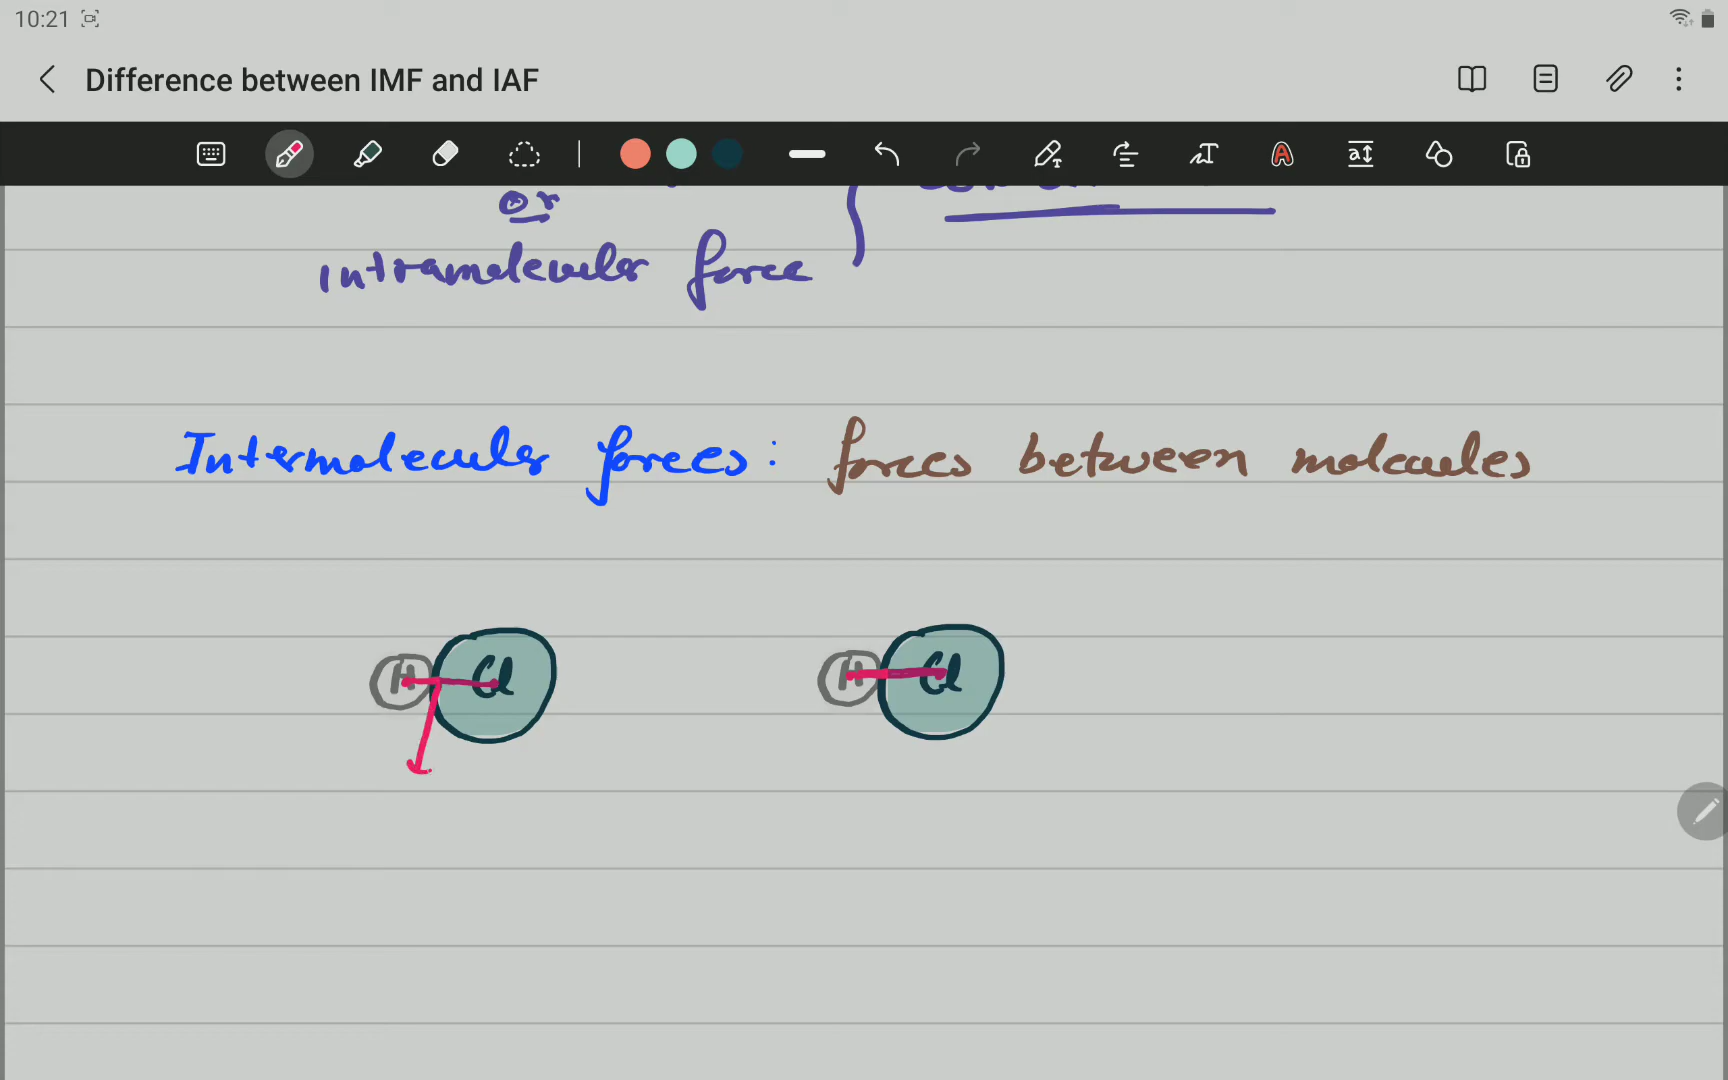 10:21
Difference between IMF and IAF
or
intramolecular force
Intermolecular forces: forces between molecules
H Cl H Cl